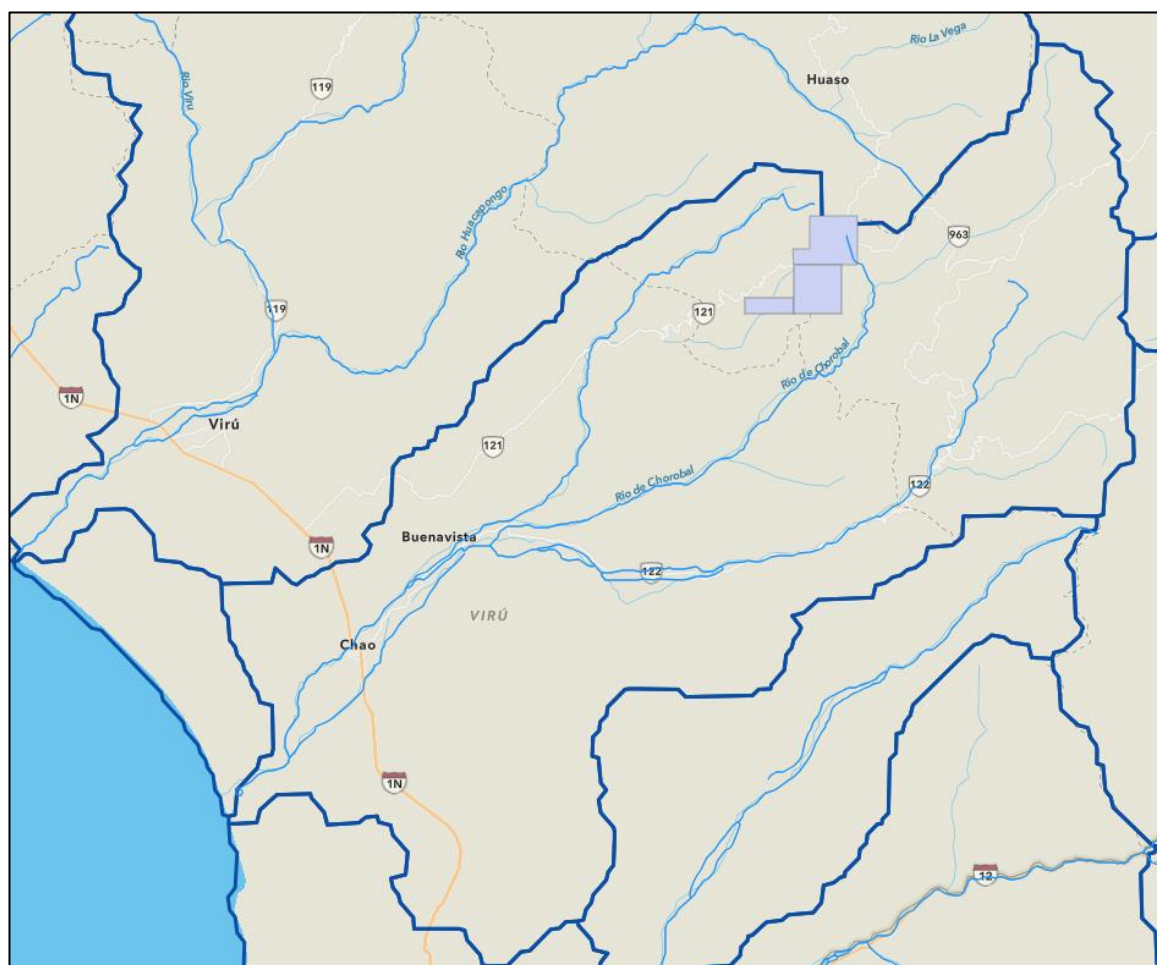 Río La Vega
Huaso
119
Río Viru
Río Huacapongo
963
119
121
Río de Chorobal
1N
Virú
121
Río de Chorobal
122
1N
Buenavista
122
VIRÚ
Chao
1N
12